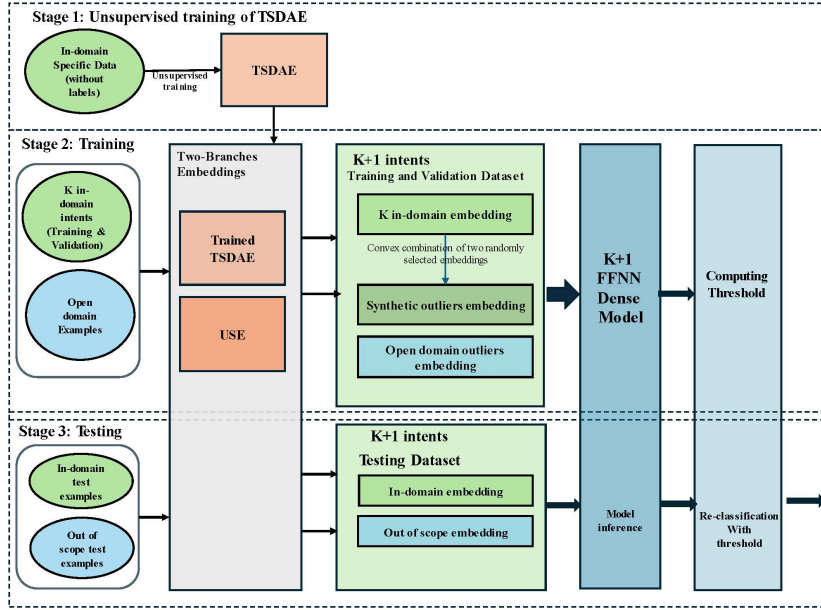 Stage 1: Unsupervised training of TSDAE
In-domain
Specific Data
(without
labels)
Unsupervised
training
TSDAE
Stage 2: Training
K in-
domain
intents
(Training &
Validation)
Open
domain
Examples
Two-Branches
Embeddings
Trained
TSDAE
USE
K+1 intents
Training and Validation Dataset
K in-domain embedding
Convex combination of two randomly
selected embeddings
Synthetic outliers embedding
Open domain outliers
embedding
K+1
FFNN
Dense
Model
Computing
Threshold
Stage 3: Testing
In-domain
test
examples
Out of
scope test
examples
K+1 intents
Testing Dataset
In-domain embedding
Out of scope embedding
Model
inference
Re-classification
With
threshold